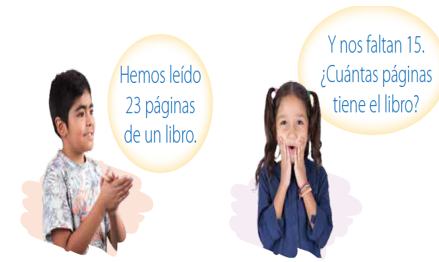 Hemos leído
23 páginas
de un libro.
Y nos faltan 15.
¿Cuántas páginas
tiene el libro?